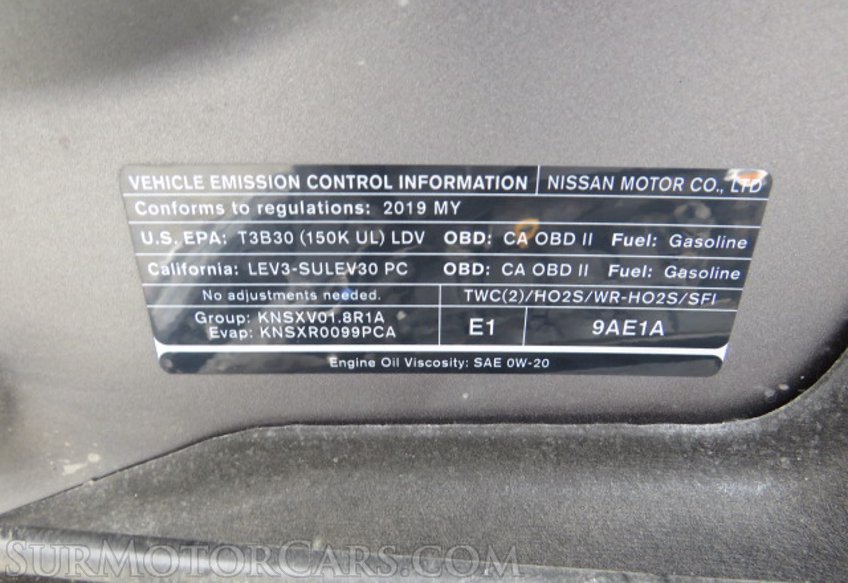 VEHICLE EMISSION CONTROL INFORMATION | NISSAN MOTOR CO., LTD
Conforms to regulations: 2019 MY
U.S. EPA: T3B30 (150K UL) LDV OBD: CA OBD II Fuel: Gasoline
California: LEV3-SULEV30 PC OBD: CA OBD II Fuel: Gasoline
No adjustments needed. TWC(2)/HO2S/WR-HO2S/SFI
Group: KNSXV01.8R1A
Evap: KNSXR0099PCA
E1 9AE1A
Engine Oil Viscosity: SAE 0W-20
SURMOTORCARS.COM